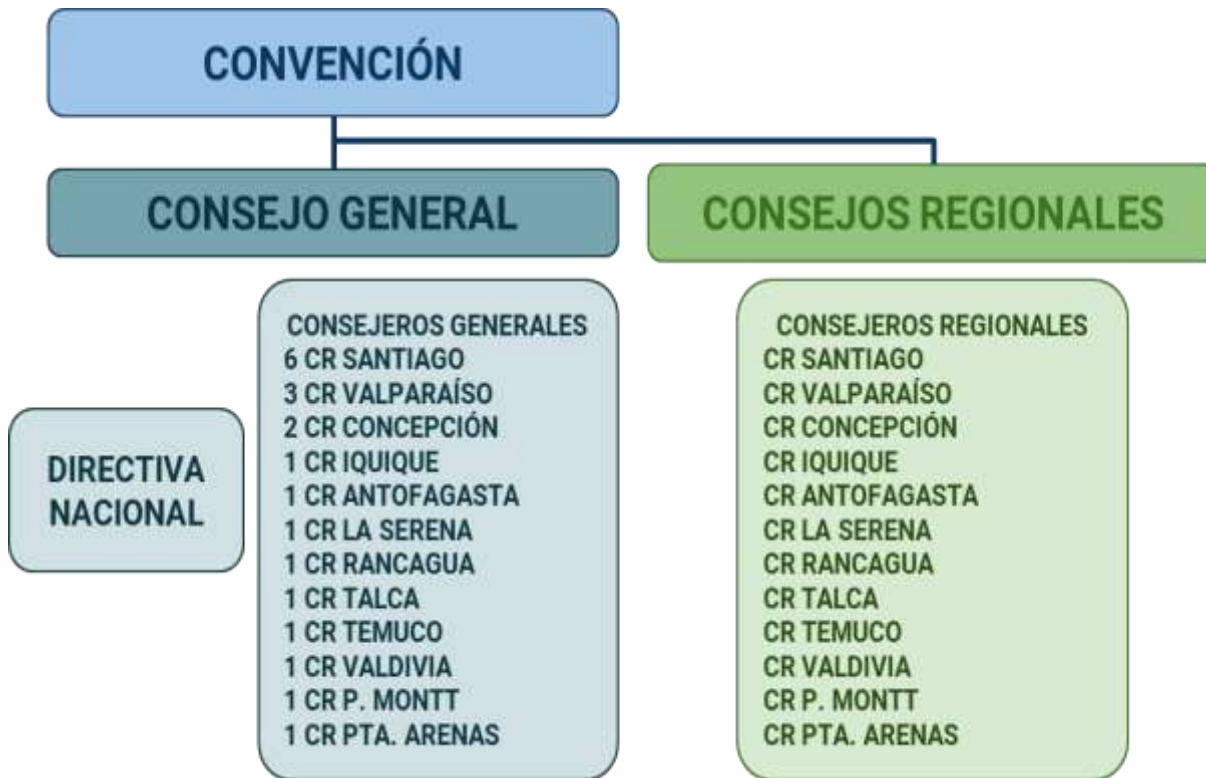 CONVENCIÓN
CONSEJO GENERAL
CONSEJOS REGIONALES
DIRECTIVA
NACIONAL
CONSEJEROS GENERALES
6 CR SANTIAGO
3 CR VALPARAÍSO
2 CR CONCEPCIÓN
1 CR IQUIQUE
1 CR ANTOFAGASTA
1 CR LA SERENA
1 CR RANCAGUA
1 CR TALCA
1 CR TEMUCO
1 CR VALDIVIA
1 CR P. MONTT
1 CR PTA. ARENAS
CONSEJEROS REGIONALES
CR SANTIAGO
CR VALPARAÍSO
CR CONCEPCIÓN
CR IQUIQUE
CR ANTOFAGASTA
CR LA SERENA
CR RANCAGUA
CR TALCA
CR TEMUCO
CR VALDIVIA
CR P. MONTT
CR PTA. ARENAS